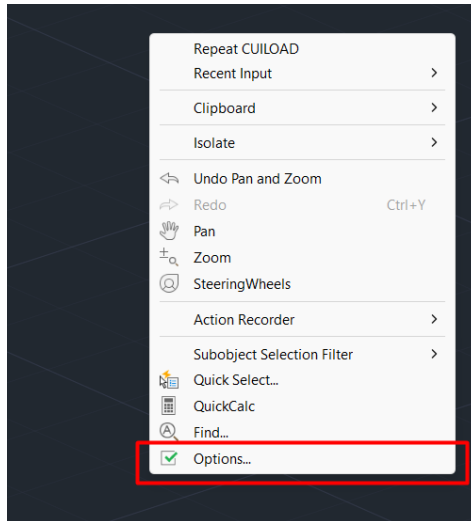 Repeat CUILOAD
Recent Input
Clipboard
Isolate
Undo Pan and Zoom
Redo Ctrl+Y
Pan
Zoom
SteeringWheels
Action Recorder
Subobject Selection Filter
Quick Select...
QuickCalc
Find...
Options...